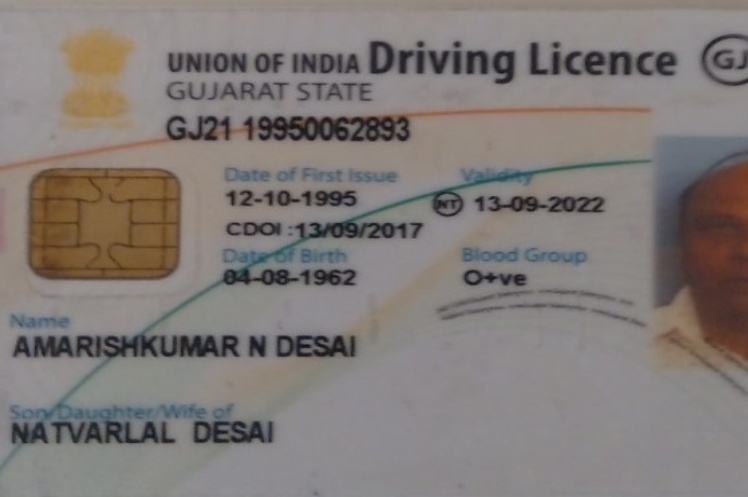 UNION OF INDIA Driving Licence GJ
GUJARAT STATE
GJ21 19950062893
Date of First Issue Validity
12-10-1995 NT 13-09-2022
CDOI :13/09/2017
Date of Birth Blood Group
04-08-1962 O+ve
Name
AMARISHKUMAR N DESAI
Son/Daughter/Wife of
NATVARLAL DESAI